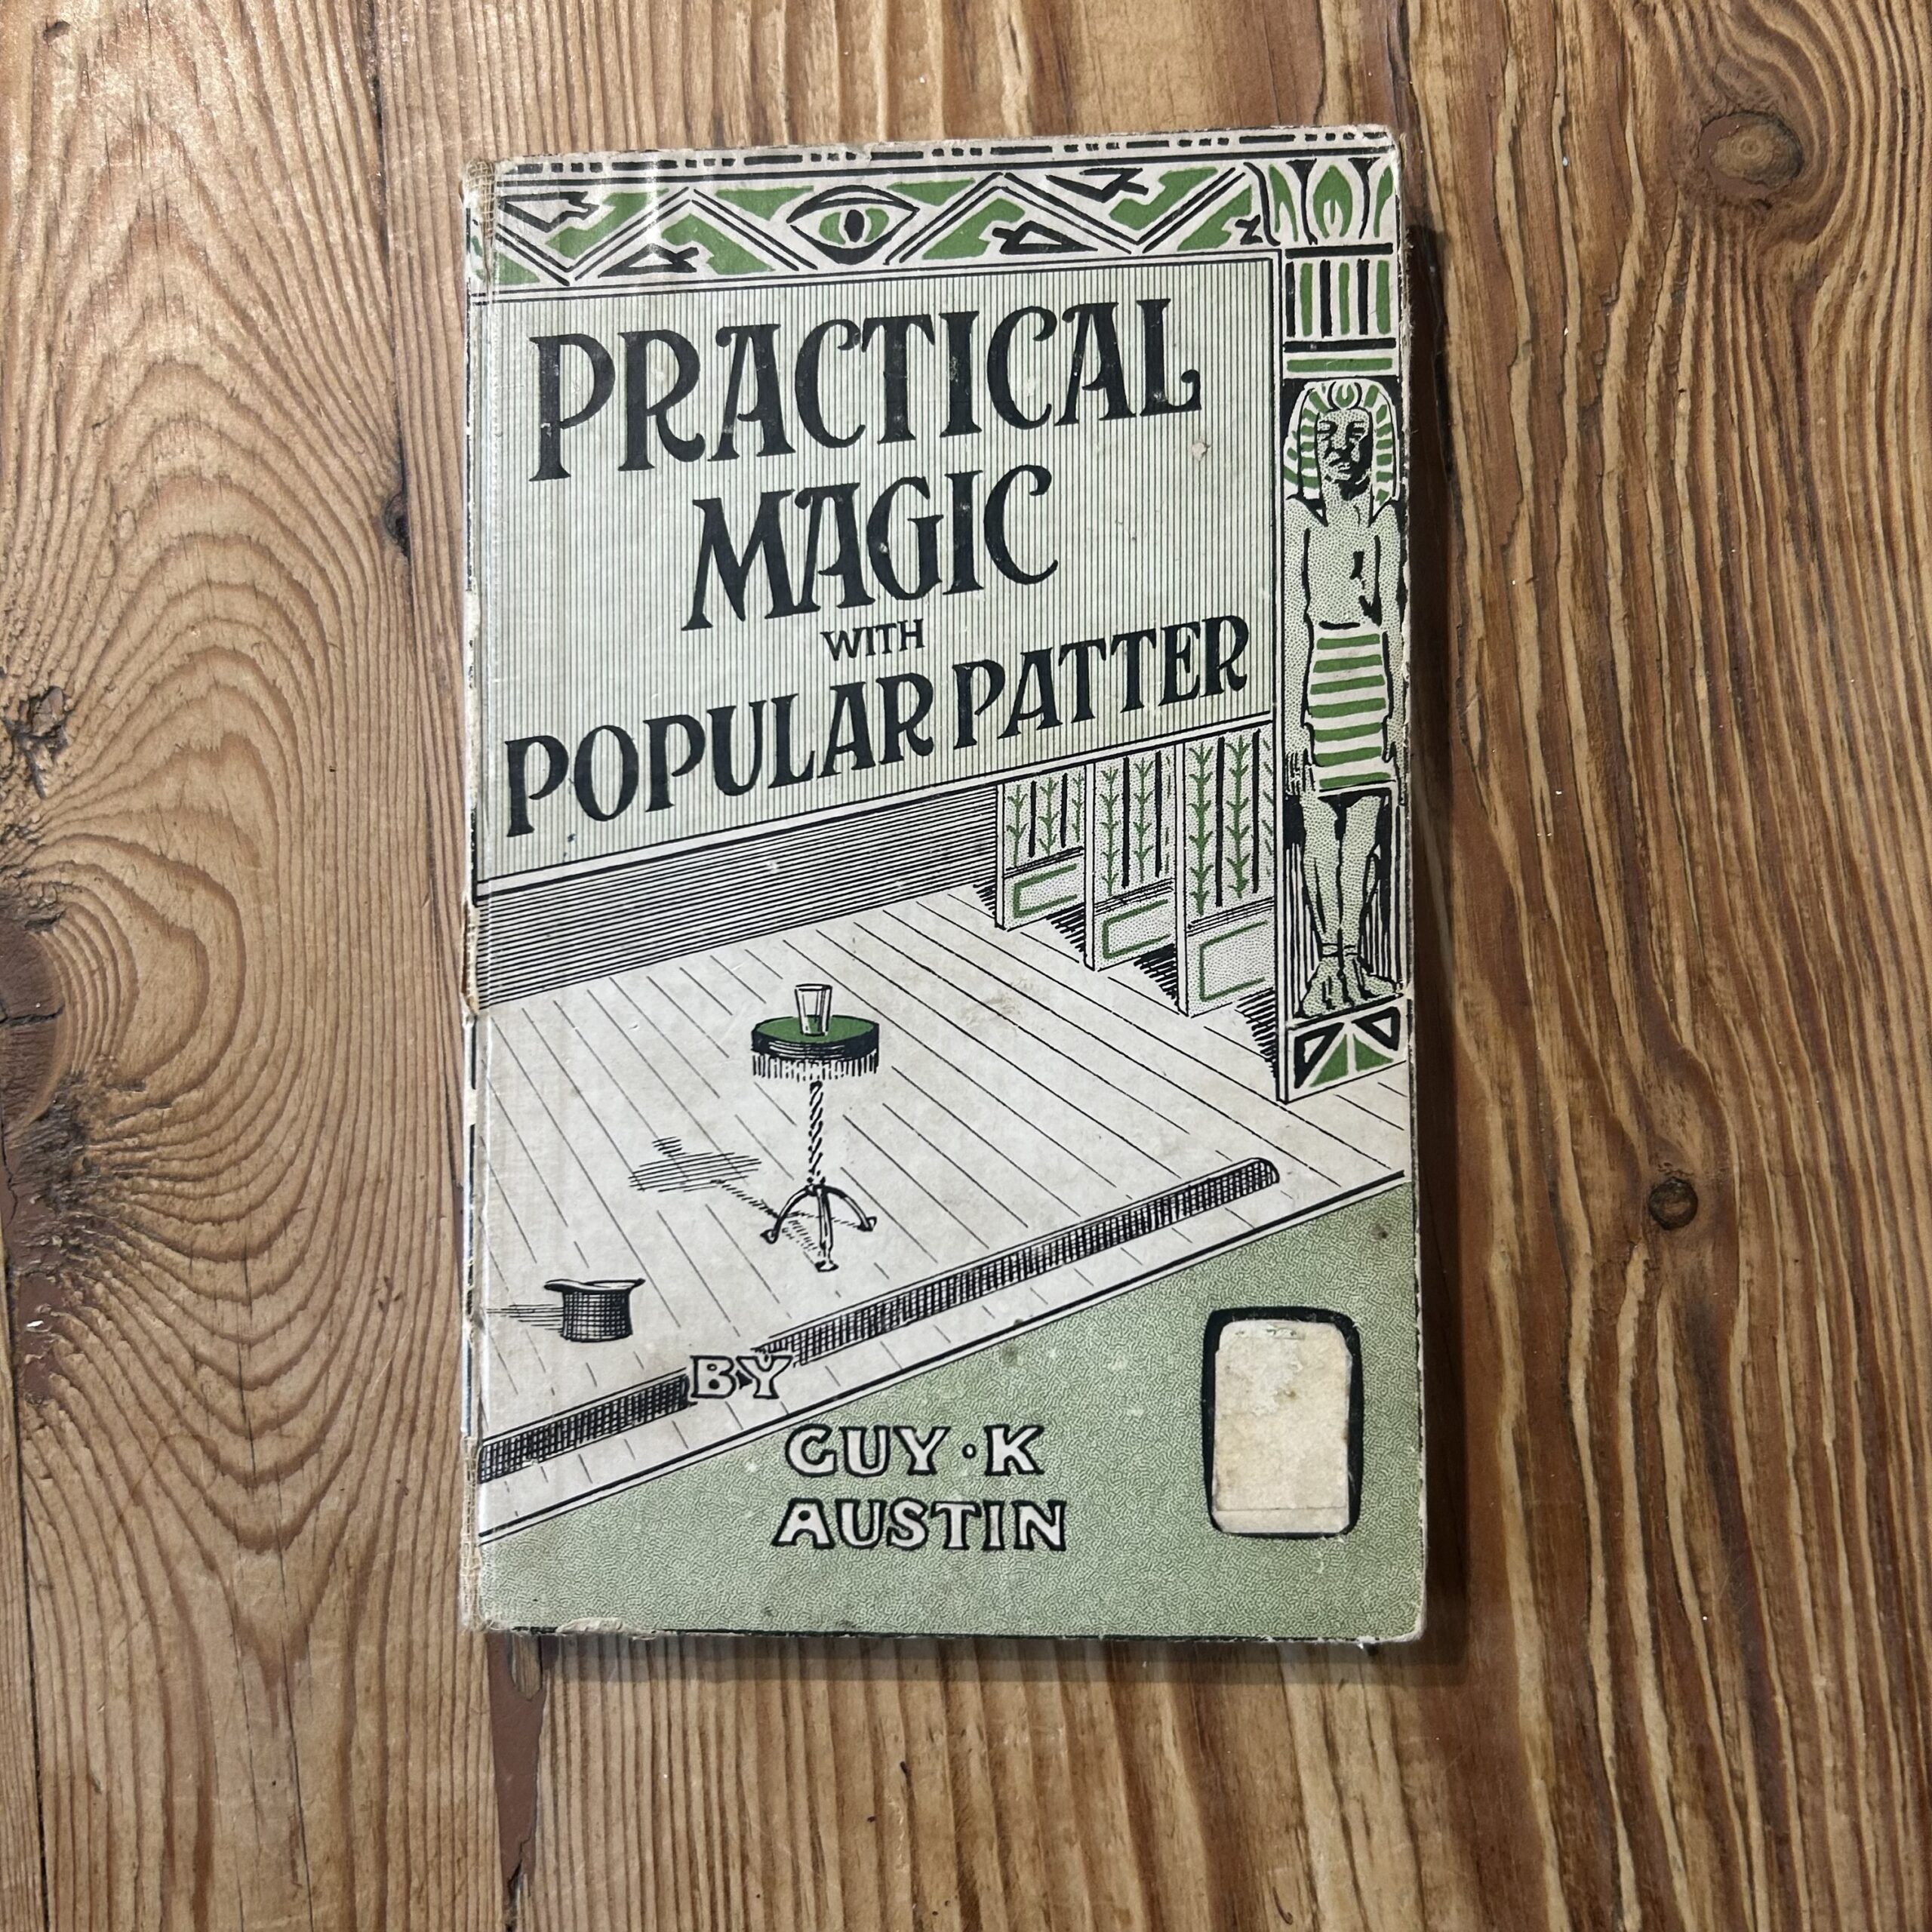 PRACTICAL
MAGIC
WITH
POPULAR PATTER
BY
GUY · K
AUSTIN